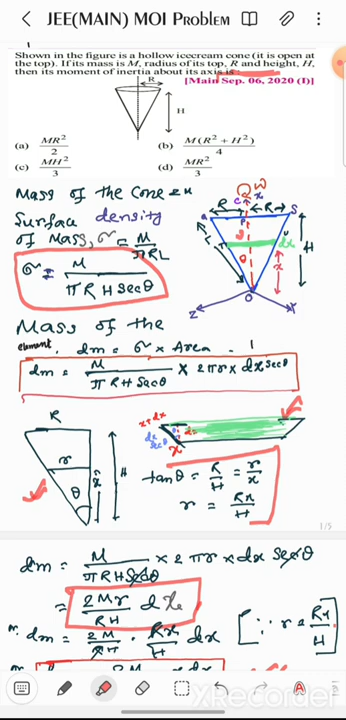 JEE(MAIN) MOI Problem
Shown in the figure is a hollow icecream cone (it is open at
the top). If its mass is M, radius of its top, R and height, H,
then its moment of inertia about its axis is
[Main Sep. 06, 2020 (I)]
R
H
(a) MR²/2 (b) M(R² + H²)/4
(c) MH²/3 (d) MR²/3
Mass of the Cone = M
Surface density
of Mass, σ = M/πRL
σ = M/πRH secθ
R R S
H
dx
x
θ
O
Z Y
Mass of the
element, dm = σ × Area
dm = M/πRH Secθ × 2πr × dx secθ
R
r
θ
x
H
x+dx
x
tanθ = R/H = r/x
r = Rx/H
1/5
dm = M/πRH Secθ × 2πr × dx Secθ
= 2Mr/RH dx
dm = 2M/RH · Rx/H dx [∵ r = Rx/H]
XRecorder